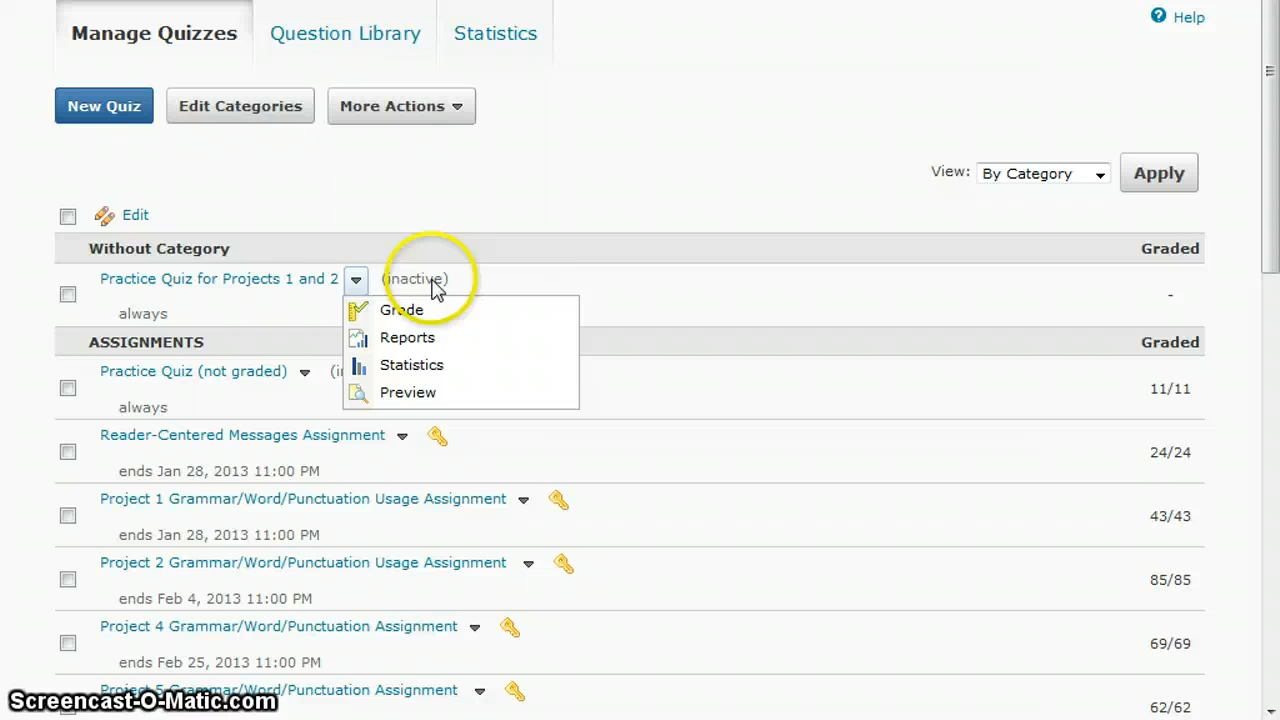 Manage Quizzes Question Library Statistics Help
New Quiz Edit Categories More Actions
View: By Category Apply
Edit
Without Category Graded
Practice Quiz for Projects 1 and 2 (inactive)
-
always
Grade
Reports
Statistics
Preview
ASSIGNMENTS Graded
Practice Quiz (not graded)
11/11
always
Reader-Centered Messages Assignment
24/24
ends Jan 28, 2013 11:00 PM
Project 1 Grammar/Word/Punctuation Usage Assignment
43/43
ends Jan 28, 2013 11:00 PM
Project 2 Grammar/Word/Punctuation Usage Assignment
85/85
ends Feb 4, 2013 11:00 PM
Project 4 Grammar/Word/Punctuation Assignment
69/69
ends Feb 25, 2013 11:00 PM
Project 5 Grammar/Word/Punctuation Assignment
62/62
Screencast-O-Matic.com